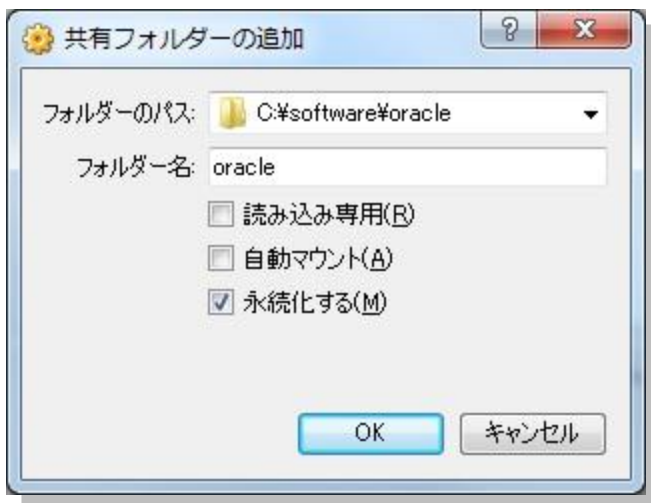 共有フォルダーの追加
フォルダーのパス: C:¥software¥oracle
フォルダー名: oracle
読み込み専用(R)
自動マウント(A)
永続化する(M)
OK キャンセル